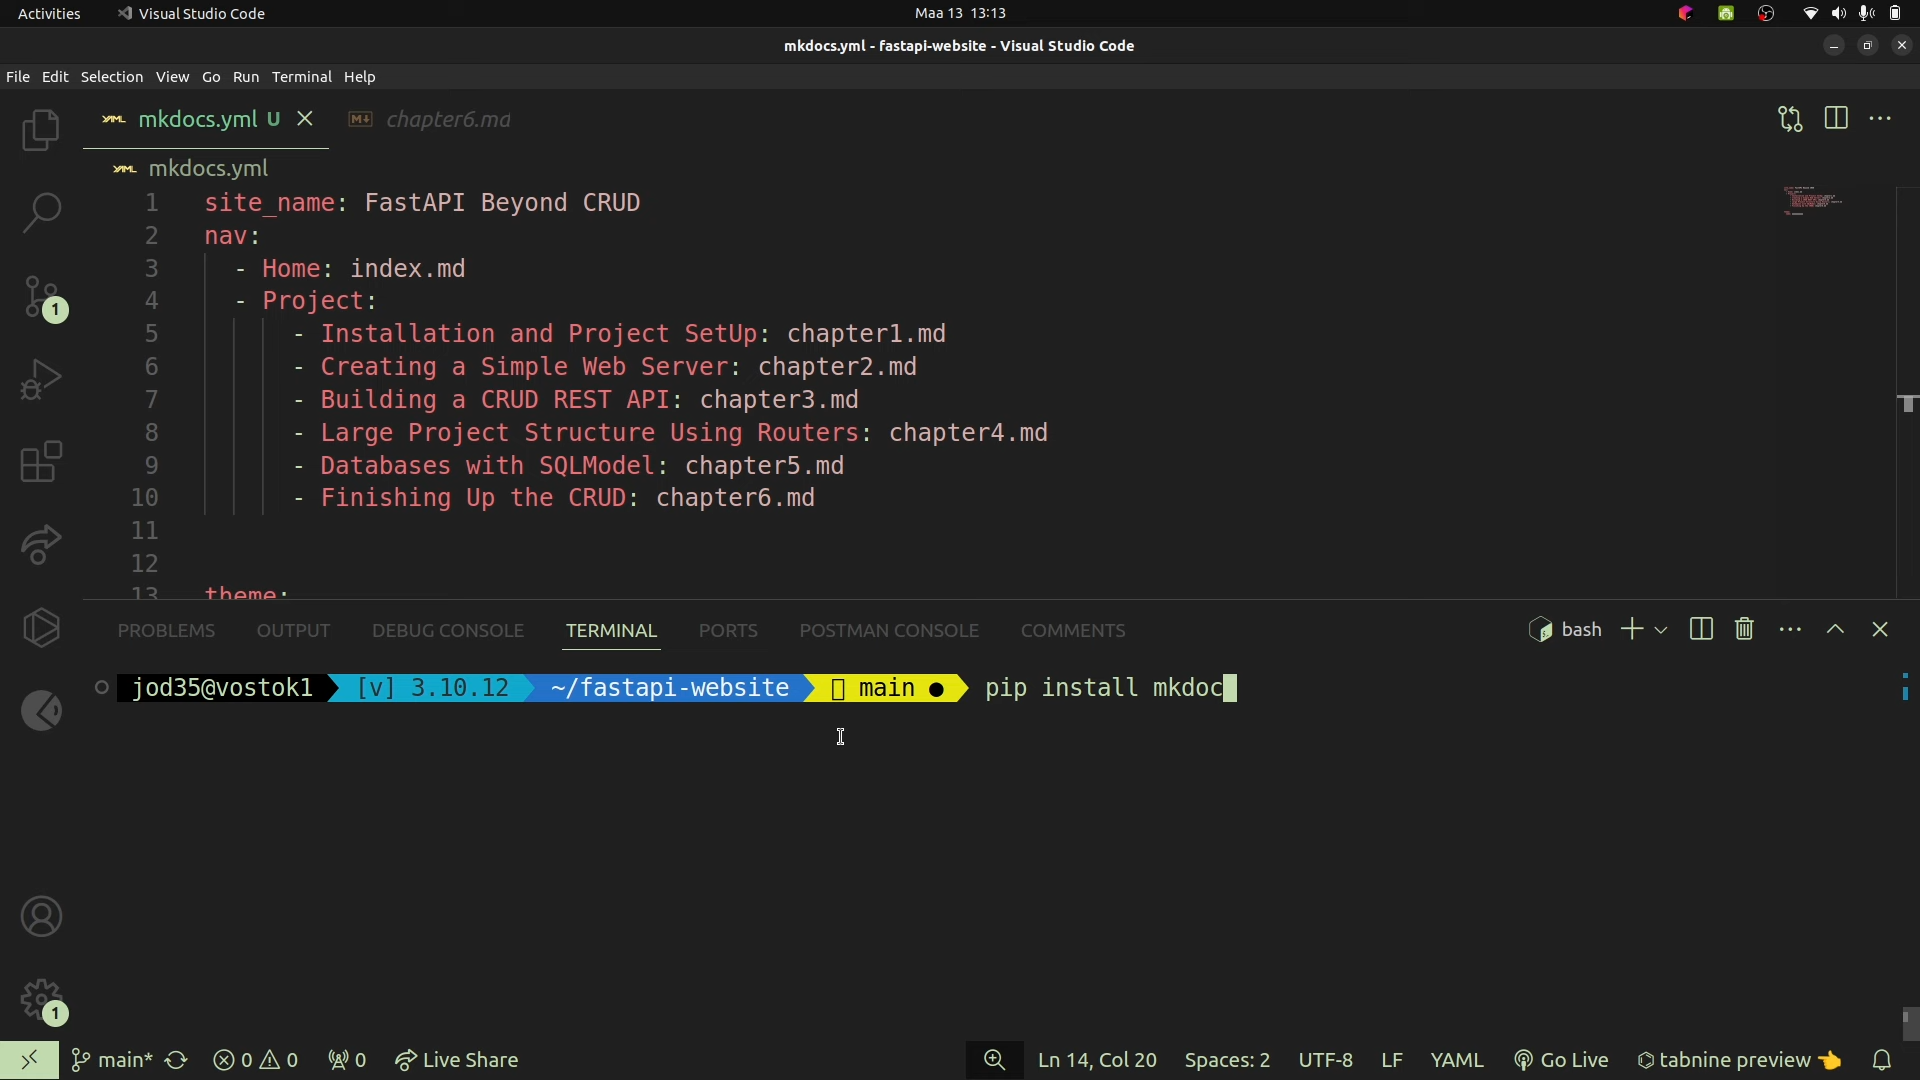 Activities Visual Studio Code Maa 13 13:13
mkdocs.yml - fastapi-website - Visual Studio Code
File Edit Selection View Go Run Terminal Help
YAML mkdocs.yml U chapter6.md
YAML mkdocs.yml
1 site_name: FastAPI Beyond CRUD
2 nav:
3 - Home: index.md
4 - Project:
5 - Installation and Project SetUp: chapter1.md
6 - Creating a Simple Web Server: chapter2.md
7 - Building a CRUD REST API: chapter3.md
8 - Large Project Structure Using Routers: chapter4.md
9 - Databases with SQLModel: chapter5.md
10 - Finishing Up the CRUD: chapter6.md
11
12
13 theme:
PROBLEMS OUTPUT DEBUG CONSOLE TERMINAL PORTS POSTMAN CONSOLE COMMENTS bash
jod35@vostok1 [v] 3.10.12 ~/fastapi-website main ● pip install mkdoc
1
1
main* 0 0 0 Live Share Ln 14, Col 20 Spaces: 2 UTF-8 LF YAML Go Live tabnine preview